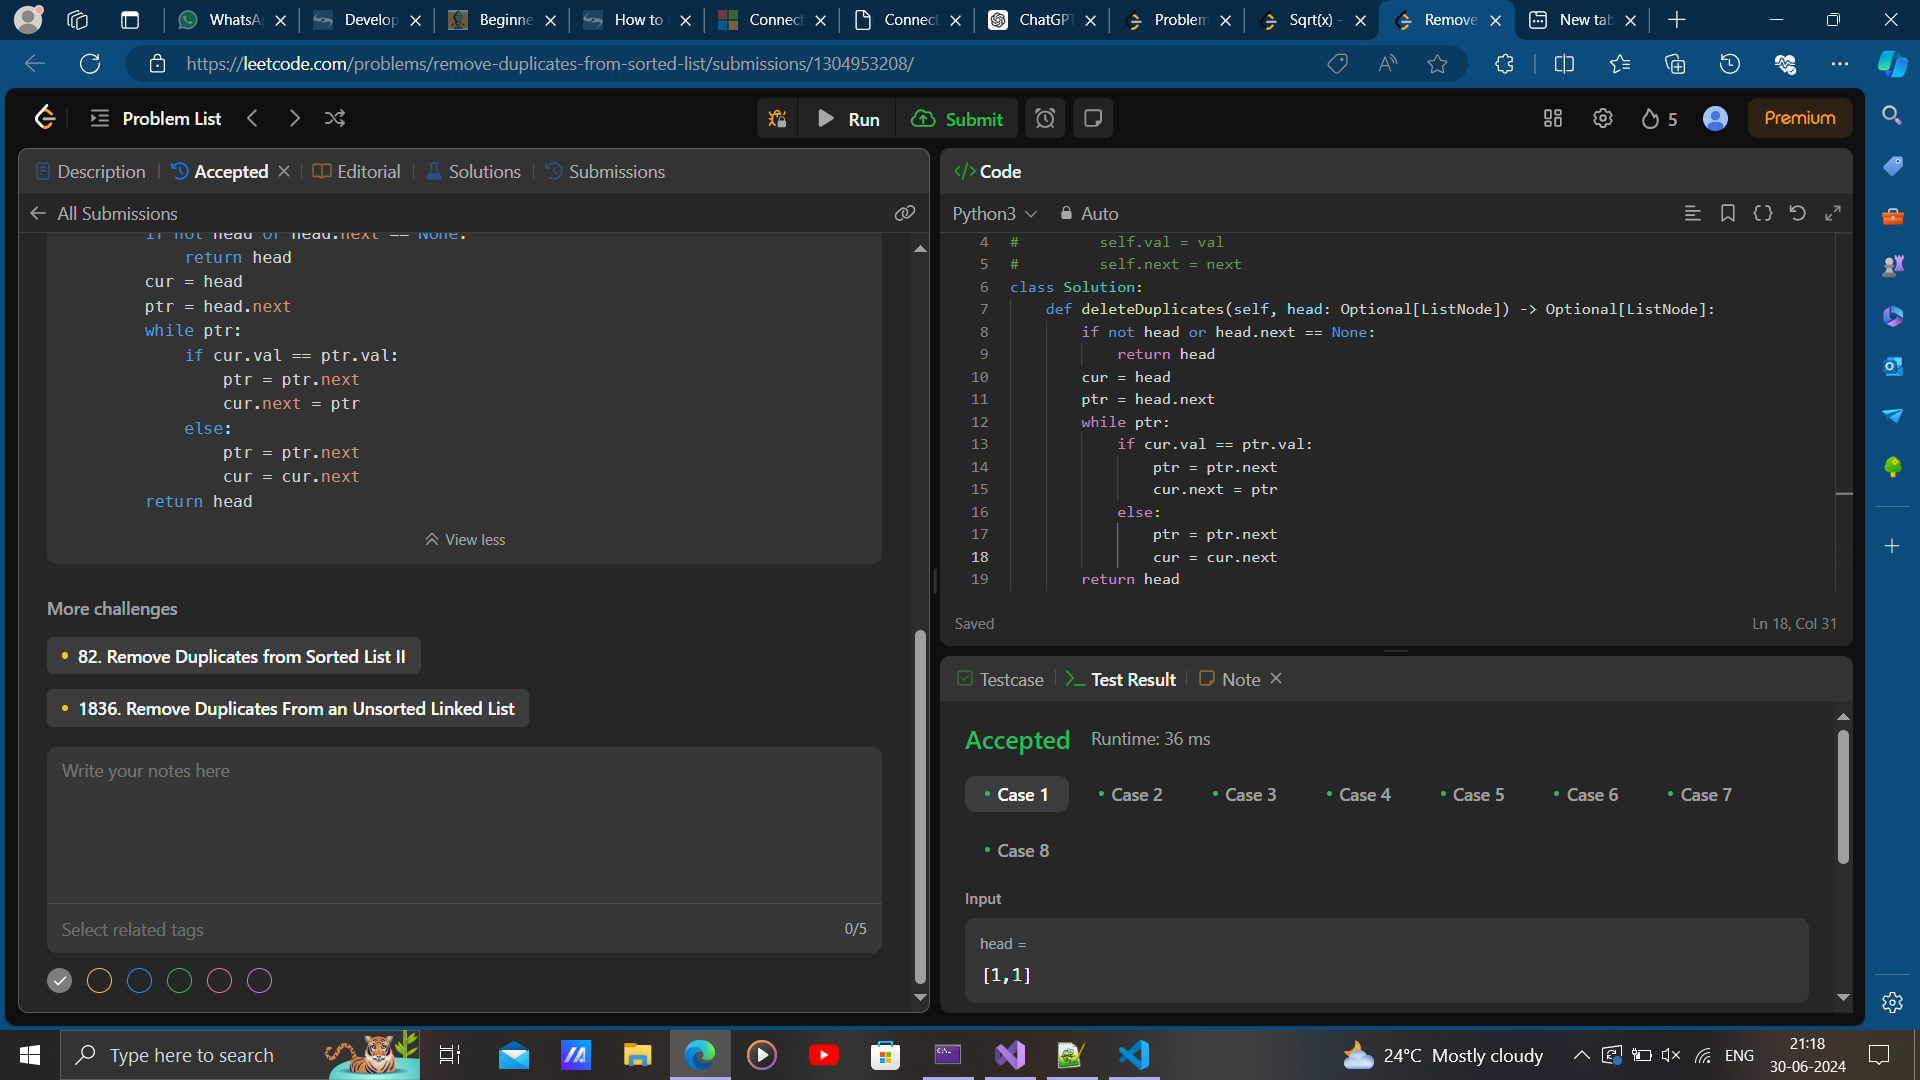 WhatsA
Develop
Beginne
How to
Connect
Connect
ChatGPT
Problem
Sqrt(x) -
Remove
New tab
https://leetcode.com/problems/remove-duplicates-from-sorted-list/submissions/1304953208/
Problem List
Run
Submit
5
Premium
Description
Accepted
Editorial
Solutions
Submissions
All Submissions
if not head or head.next == None:
return head
cur = head
ptr = head.next
while ptr:
if cur.val == ptr.val:
ptr = ptr.next
cur.next = ptr
else:
ptr = ptr.next
cur = cur.next
return head
View less
More challenges
82. Remove Duplicates from Sorted List II
1836. Remove Duplicates From an Unsorted Linked List
Write your notes here
Select related tags
0/5
</> Code
Python3
Auto
4 # self.val = val
5 # self.next = next
6 class Solution:
7 def deleteDuplicates(self, head: Optional[ListNode]) -> Optional[ListNode]:
8 if not head or head.next == None:
9 return head
10 cur = head
11 ptr = head.next
12 while ptr:
13 if cur.val == ptr.val:
14 ptr = ptr.next
15 cur.next = ptr
16 else:
17 ptr = ptr.next
18 cur = cur.next
19 return head
Saved
Ln 18, Col 31
Testcase
Test Result
Note
Accepted
Runtime: 36 ms
Case 1
Case 2
Case 3
Case 4
Case 5
Case 6
Case 7
Case 8
Input
head =
[1,1]
Type here to search
24°C Mostly cloudy
ENG
21:18
30-06-2024